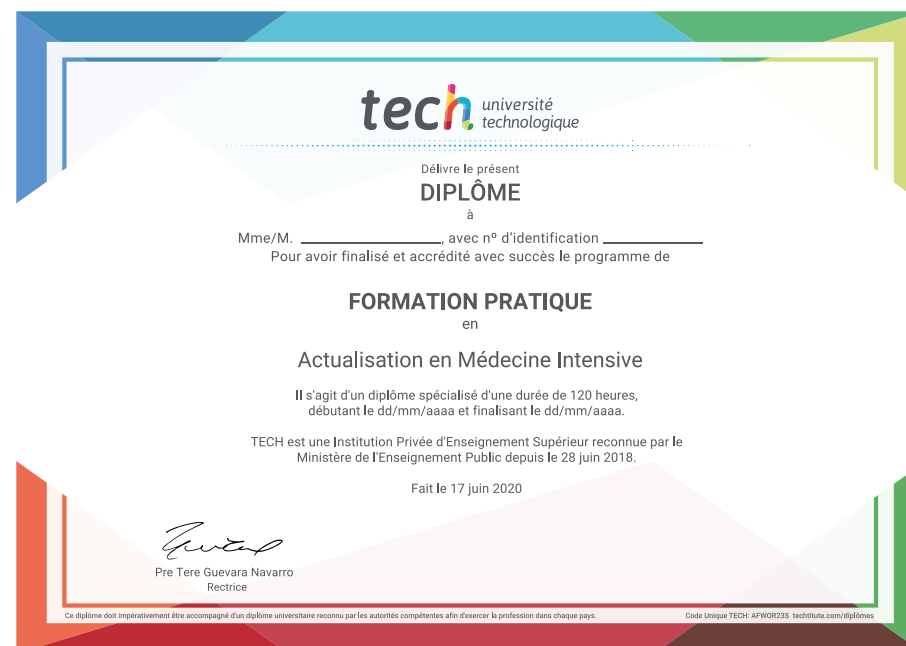 tech université
technologique
Délivre le présent
DIPLÔME
à
Mme/M. ____________________, avec nº d'identification ______________
Pour avoir finalisé et accrédité avec succès le programme de
FORMATION PRATIQUE
en
Actualisation en Médecine Intensive
Il s'agit d'un diplôme spécialisé d'une durée de 120 heures,
débutant le dd/mm/aaaa et finalisant le dd/mm/aaaa.
TECH est une Institution Privée d'Enseignement Supérieur reconnue par le
Ministère de l'Enseignement Public depuis le 28 juin 2018.
Fait le 17 juin 2020
Pre Tere Guevara Navarro
Rectrice
Ce diplôme doit impérativement être accompagné d'un diplôme universitaire reconnu par les autorités compétentes afin d'exercer la profession dans chaque pays.
Code Unique TECH: AFWOR23S techtitute.com/diplômes